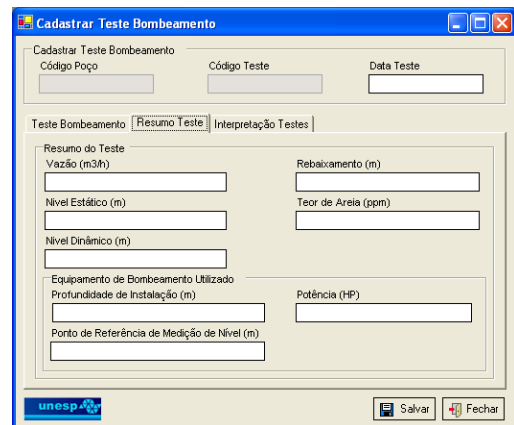 Cadastrar Teste Bombeamento
Cadastrar Teste Bombeamento
Código Poço Código Teste Data Teste
Teste Bombeamento Resumo Teste Interpretação Testes
Resumo do Teste
Vazão (m3/h) Rebaixamento (m)
Nivel Estático (m) Teor de Areia (ppm)
Nivel Dinâmico (m)
Equipamento de Bombeamento Utilizado
Profundidade de Instalação (m) Potência (HP)
Ponto de Referência de Medição de Nível (m)
unesp Salvar Fechar